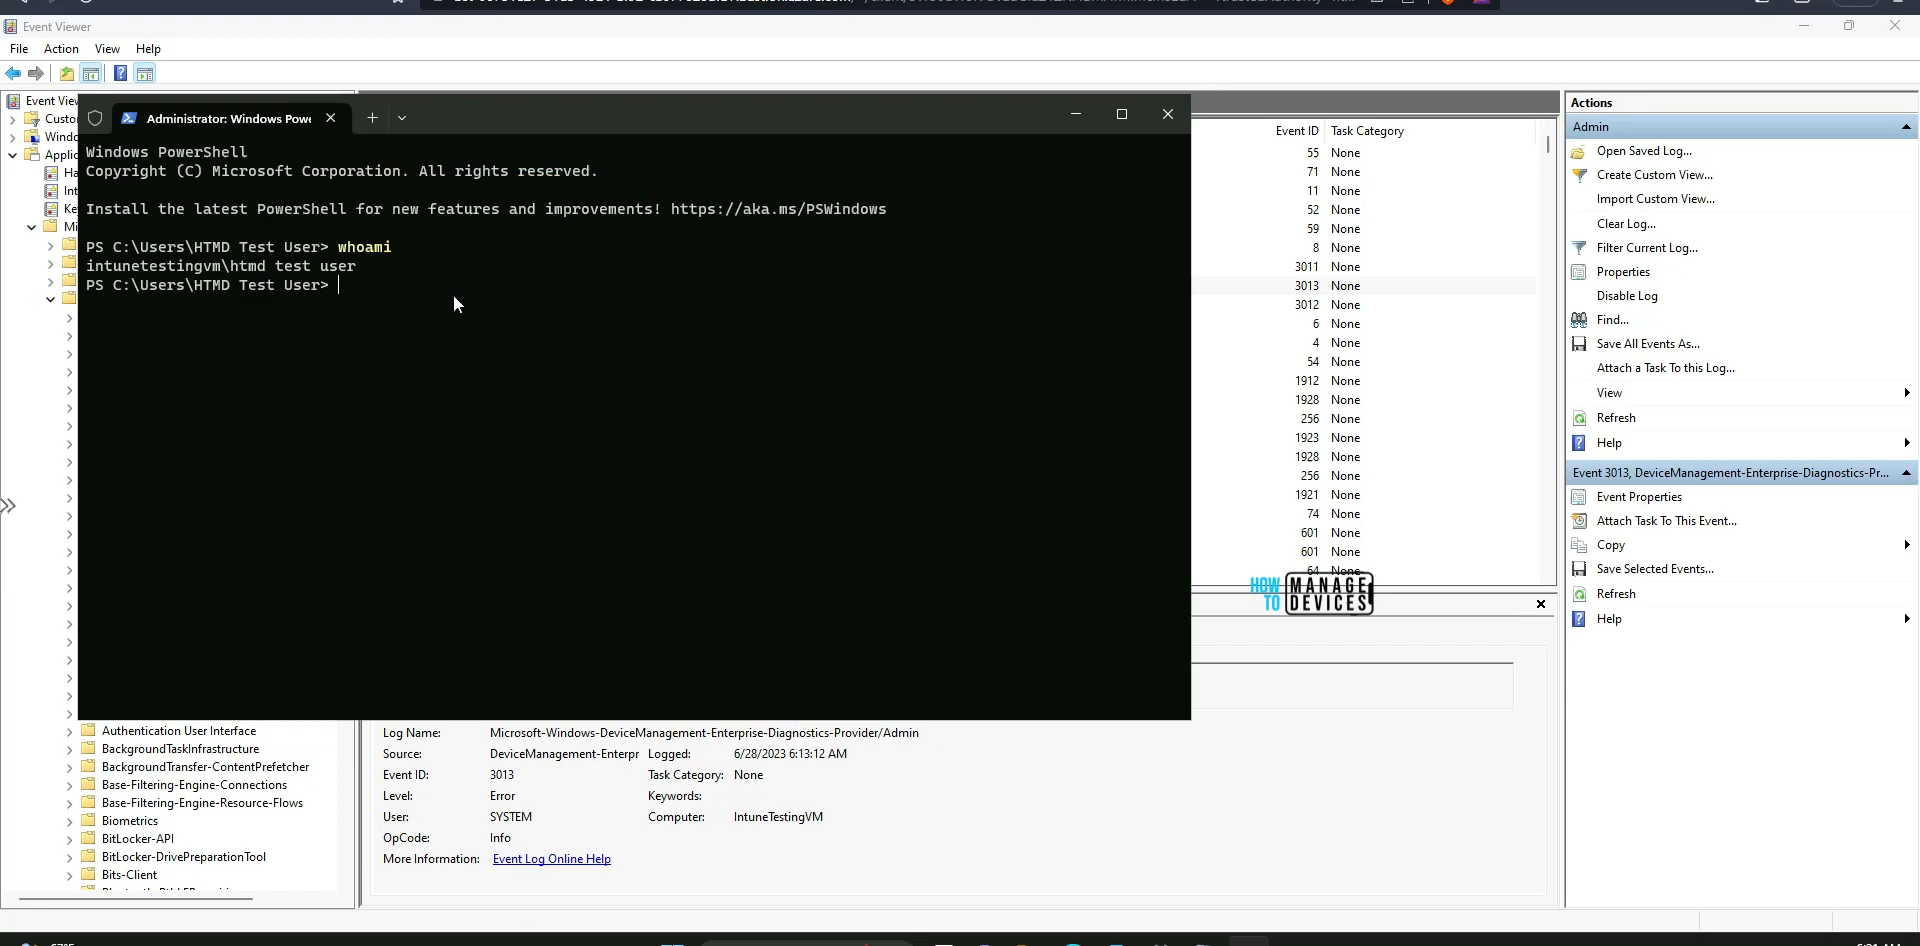 Event Viewer
File Action View Help
Event View
Custo
Windo
Applic
Ha
Int
Ke
Mi
Authentication User Interface
BackgroundTaskInfrastructure
BackgroundTransfer-ContentPrefetcher
Base-Filtering-Engine-Connections
Base-Filtering-Engine-Resource-Flows
Biometrics
BitLocker-API
BitLocker-DrivePreparationTool
Bits-Client
Administrator: Windows Powe
Windows PowerShell
Copyright (C) Microsoft Corporation. All rights reserved.
Install the latest PowerShell for new features and improvements! https://aka.ms/PSWindows
PS C:\Users\HTMD Test User> whoami
intunetestingvm\htmd test user
PS C:\Users\HTMD Test User>
Event ID Task Category
55 None
71 None
11 None
52 None
59 None
8 None
3011 None
3013 None
3012 None
6 None
4 None
54 None
1912 None
1928 None
256 None
1923 None
1928 None
256 None
1921 None
74 None
601 None
601 None
64 None
HOW TO MANAGE DEVICES
Log Name: Microsoft-Windows-DeviceManagement-Enterprise-Diagnostics-Provider/Admin
Source: DeviceManagement-Enterpr Logged: 6/28/2023 6:13:12 AM
Event ID: 3013 Task Category: None
Level: Error Keywords:
User: SYSTEM Computer: IntuneTestingVM
OpCode: Info
More Information: Event Log Online Help
Actions
Admin
Open Saved Log...
Create Custom View...
Import Custom View...
Clear Log...
Filter Current Log...
Properties
Disable Log
Find...
Save All Events As...
Attach a Task To this Log...
View
Refresh
Help
Event 3013, DeviceManagement-Enterprise-Diagnostics-Pr...
Event Properties
Attach Task To This Event...
Copy
Save Selected Events...
Refresh
Help